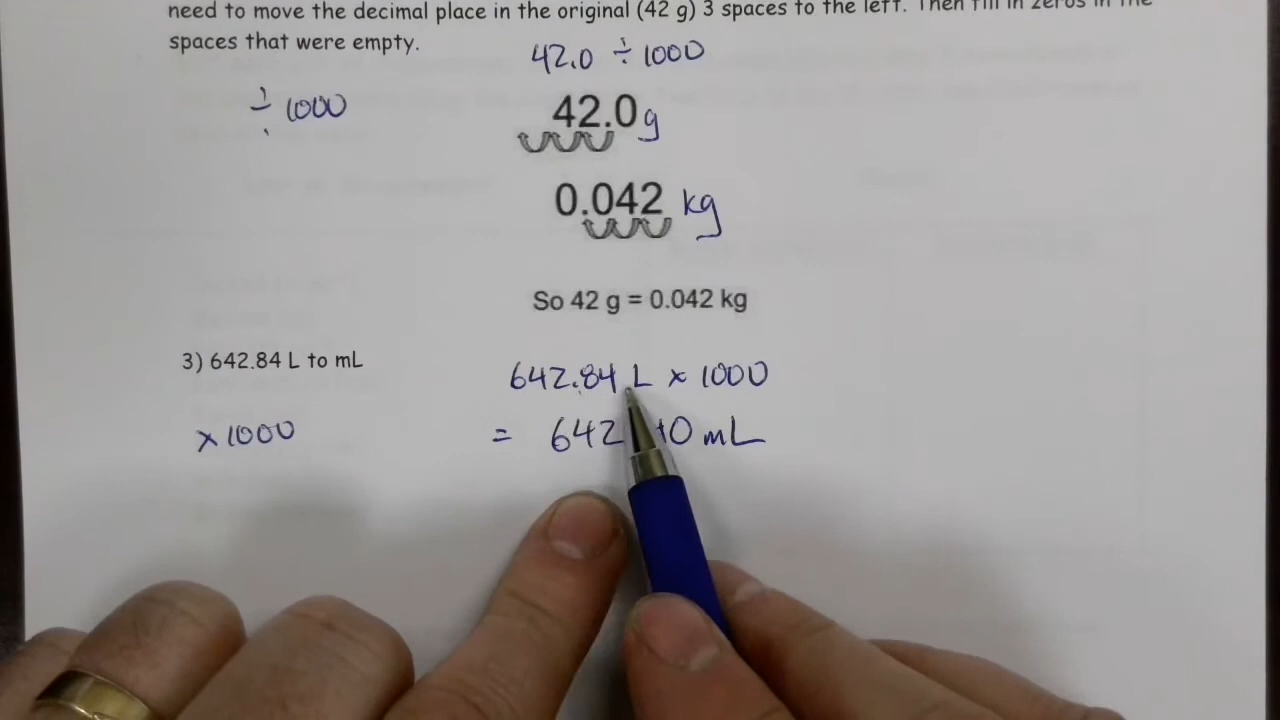 need to move the decimal place in the original (42 g) 3 spaces to the left. Then fill in zeros in the
spaces that were empty.
42.0 ÷ 1000
÷ 1000
42.0 g
0.042 kg
So 42 g = 0.042 kg
3) 642.84 L to mL
642.84 L x 1000
x 1000
= 642 0 mL